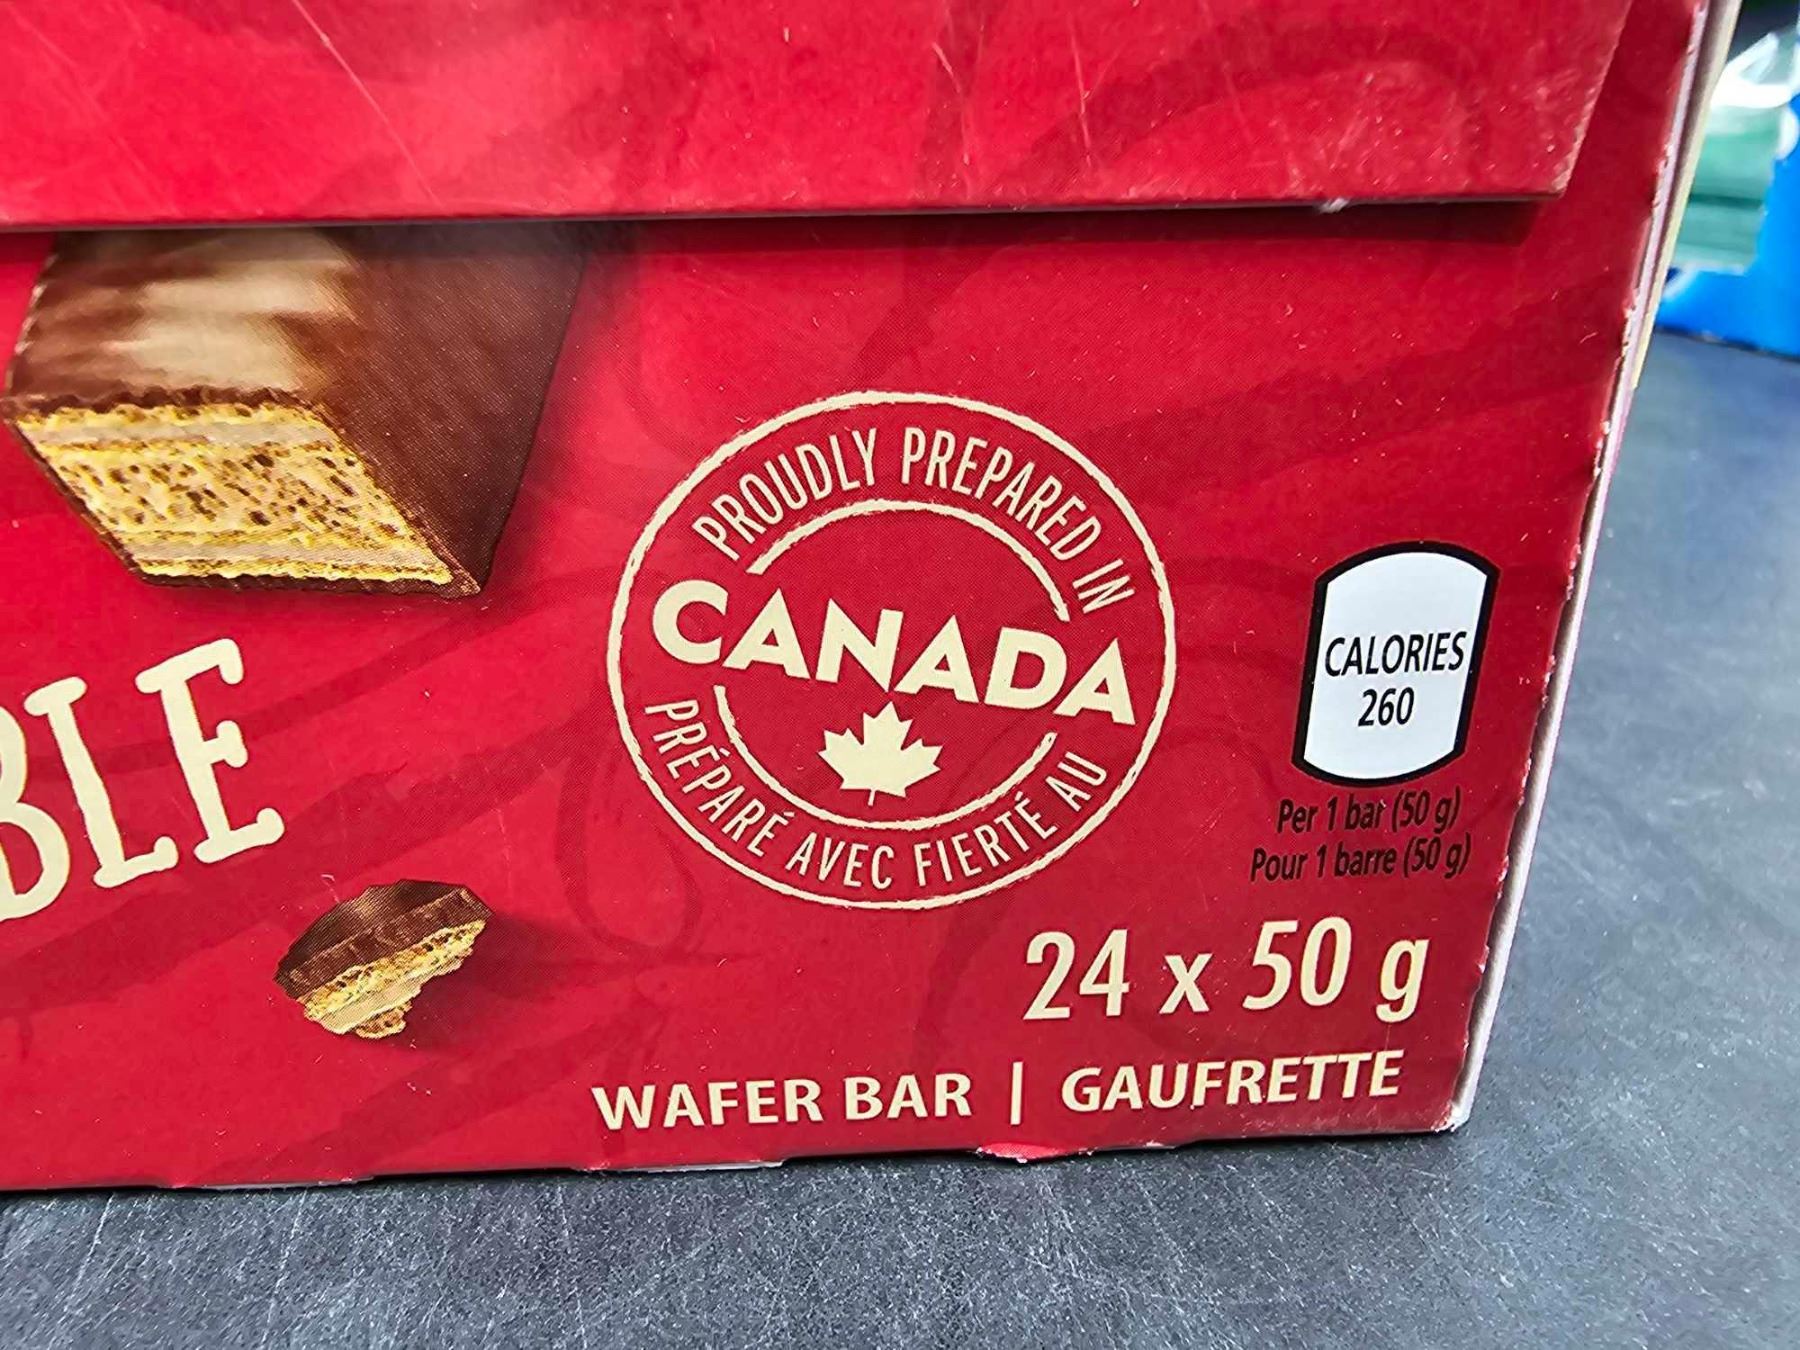 PROUDLY PREPARED IN
CANADA
PRÉPARÉ AVEC FIERTÉ AU
CALORIES
260
Per 1 bar (50 g)
Pour 1 barre (50 g)
24 x 50 g
WAFER BAR | GAUFRETTE